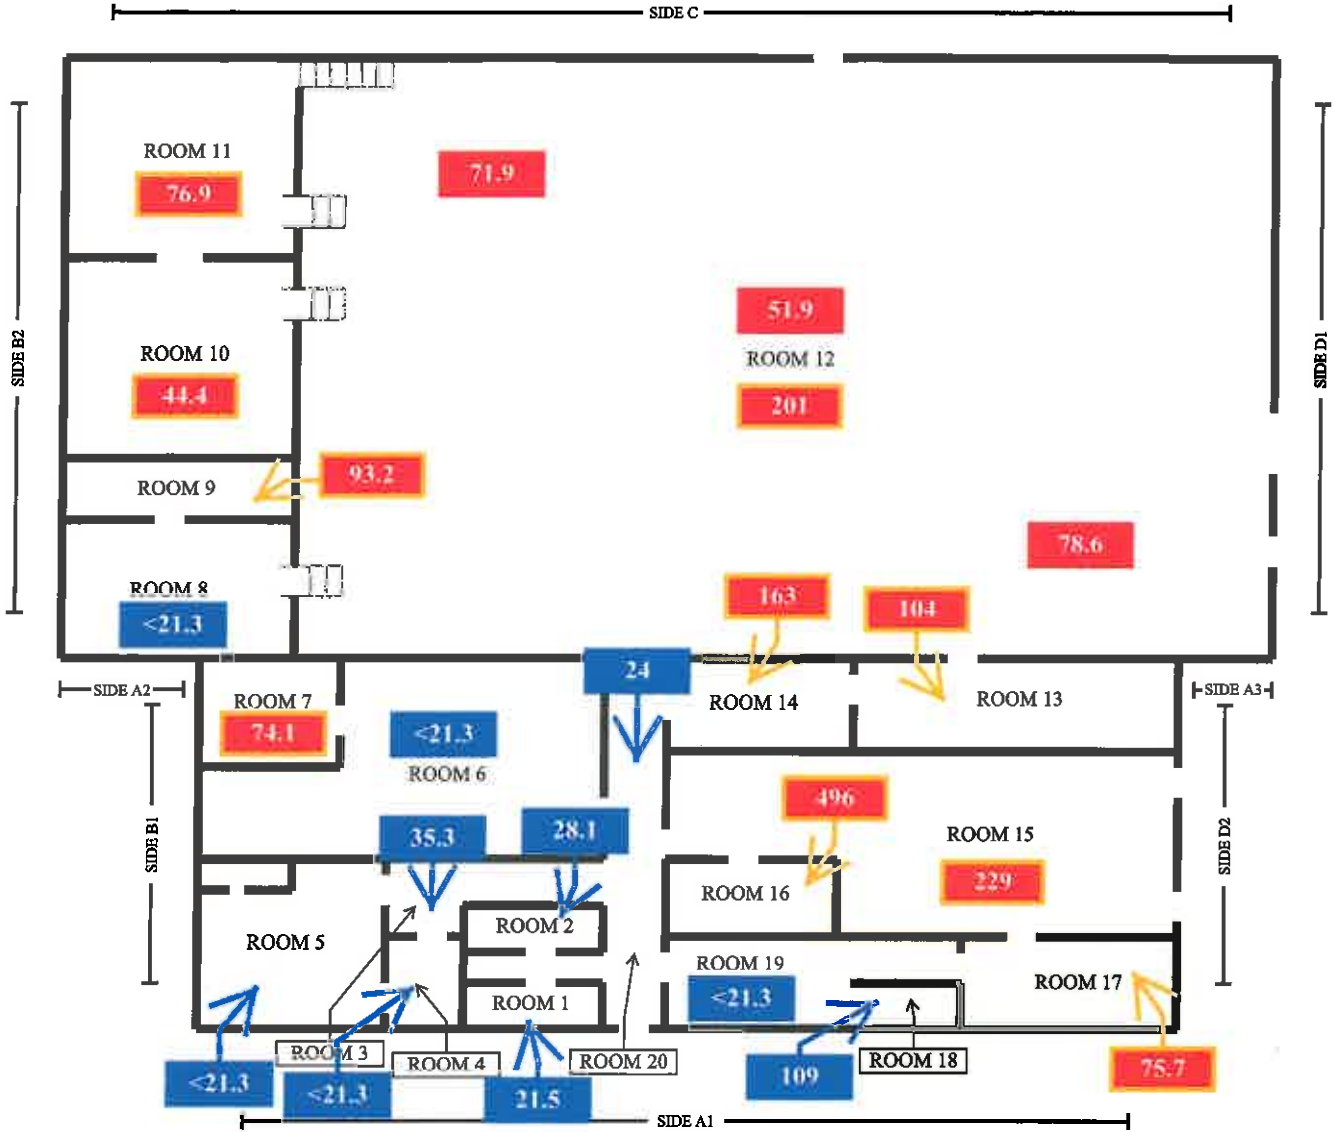 SIDE C
ROOM 11
76.9
71.9
SIDE B2
SIDE D1
51.9
ROOM 12
201
ROOM 10
44.4
93.2
ROOM 9
78.6
ROOM 8
<21.3
163
104
24
SIDE A2
SIDE A3
ROOM 7
74.1
<21.3
ROOM 6
ROOM 14
ROOM 13
496
ROOM 15
229
SIDE B1
SIDE D2
35.3
28.1
ROOM 16
ROOM 2
ROOM 5
ROOM 19
<21.3
ROOM 17
ROOM 1
ROOM 3
ROOM 4
ROOM 20
ROOM 18
<21.3
<21.3
21.5
109
75.7
SIDE A1